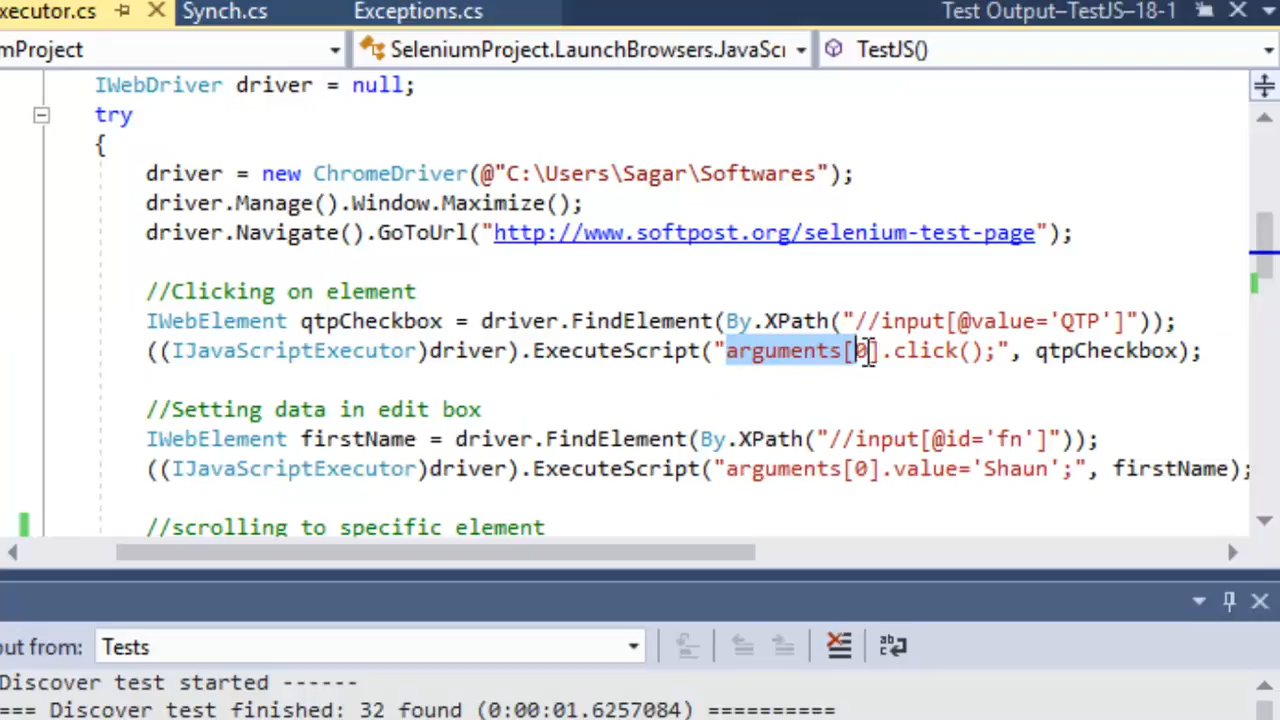 xecutor.cs Synch.cs Exceptions.cs Test Output–TestJS–18-1
mProject SeleniumProject.LaunchBrowsers.JavaScı TestJS()
IWebDriver driver = null;
try
{
driver = new ChromeDriver(@"C:\Users\Sagar\Softwares");
driver.Manage().Window.Maximize();
driver.Navigate().GoToUrl("http://www.softpost.org/selenium-test-page");
//Clicking on element
IWebElement qtpCheckbox = driver.FindElement(By.XPath("//input[@value='QTP']"));
((IJavaScriptExecutor)driver).ExecuteScript("arguments[0].click();", qtpCheckbox);
//Setting data in edit box
IWebElement firstName = driver.FindElement(By.XPath("//input[@id='fn']"));
((IJavaScriptExecutor)driver).ExecuteScript("arguments[0].value='Shaun';", firstName);
//scrolling to specific element
out from: Tests
Discover test started ------
=== Discover test finished: 32 found (0:00:01.6257084) ==========